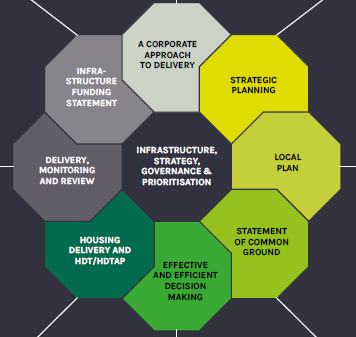 A CORPORATE
APPROACH
TO DELIVERY
STRATEGIC
PLANNING
LOCAL
PLAN
STATEMENT
OF COMMON
GROUND
EFFECTIVE
AND EFFICIENT
DECISION
MAKING
HOUSING
DELIVERY AND
HDT/HDTAP
DELIVERY,
MONITORING
AND REVIEW
INFRA-
STRUCTURE
FUNDING
STATEMENT
INFRASTRUCTURE,
STRATEGY,
GOVERNANCE &
PRIORITISATION